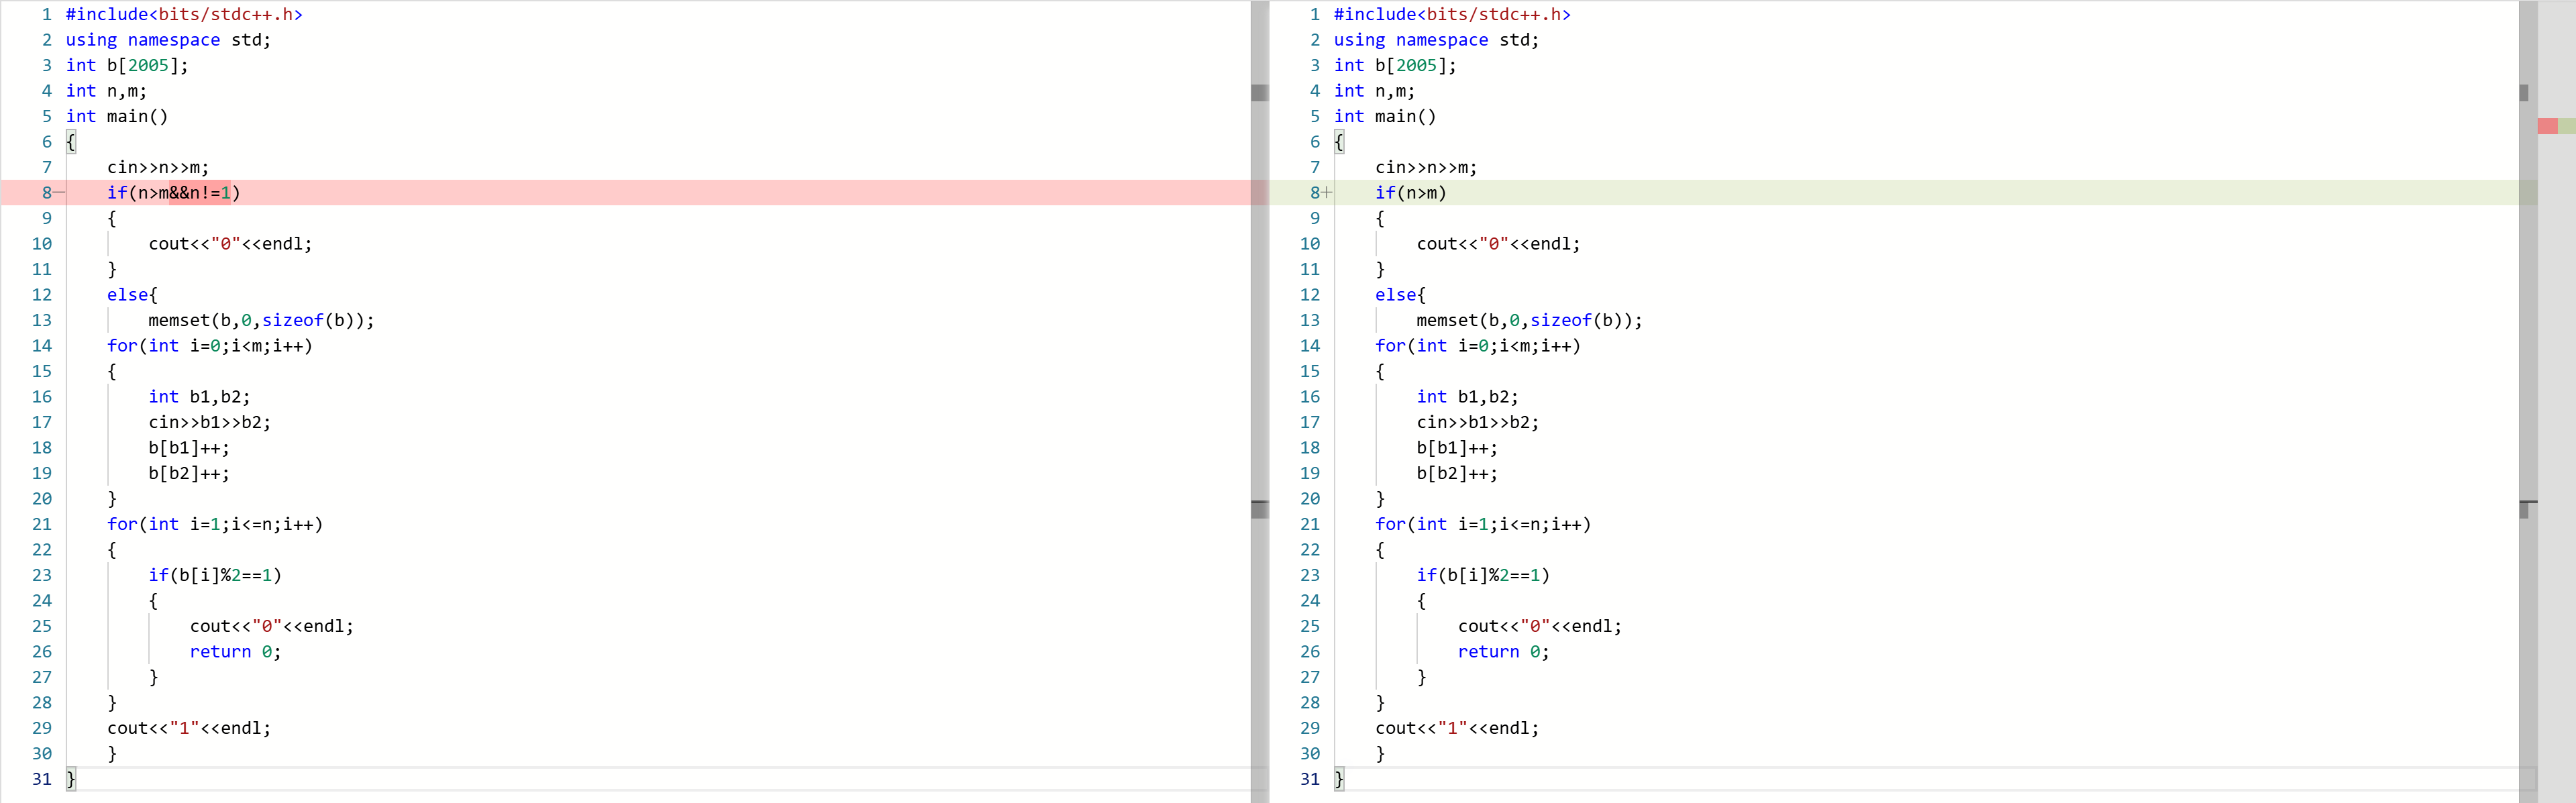 1 #include<bits/stdc++.h>
2 using namespace std;
3 int b[2005];
4 int n,m;
5 int main()
6 {
7     cin>>n>>m;
8−    if(n>m&&n!=1)
9     {
10         cout<<"0"<<endl;
11     }
12     else{
13         memset(b,0,sizeof(b));
14     for(int i=0;i<m;i++)
15     {
16         int b1,b2;
17         cin>>b1>>b2;
18         b[b1]++;
19         b[b2]++;
20     }
21     for(int i=1;i<=n;i++)
22     {
23         if(b[i]%2==1)
24         {
25             cout<<"0"<<endl;
26             return 0;
27         }
28     }
29     cout<<"1"<<endl;
30     }
31 }
1 #include<bits/stdc++.h>
2 using namespace std;
3 int b[2005];
4 int n,m;
5 int main()
6 {
7     cin>>n>>m;
8+    if(n>m)
9     {
10         cout<<"0"<<endl;
11     }
12     else{
13         memset(b,0,sizeof(b));
14     for(int i=0;i<m;i++)
15     {
16         int b1,b2;
17         cin>>b1>>b2;
18         b[b1]++;
19         b[b2]++;
20     }
21     for(int i=1;i<=n;i++)
22     {
23         if(b[i]%2==1)
24         {
25             cout<<"0"<<endl;
26             return 0;
27         }
28     }
29     cout<<"1"<<endl;
30     }
31 }